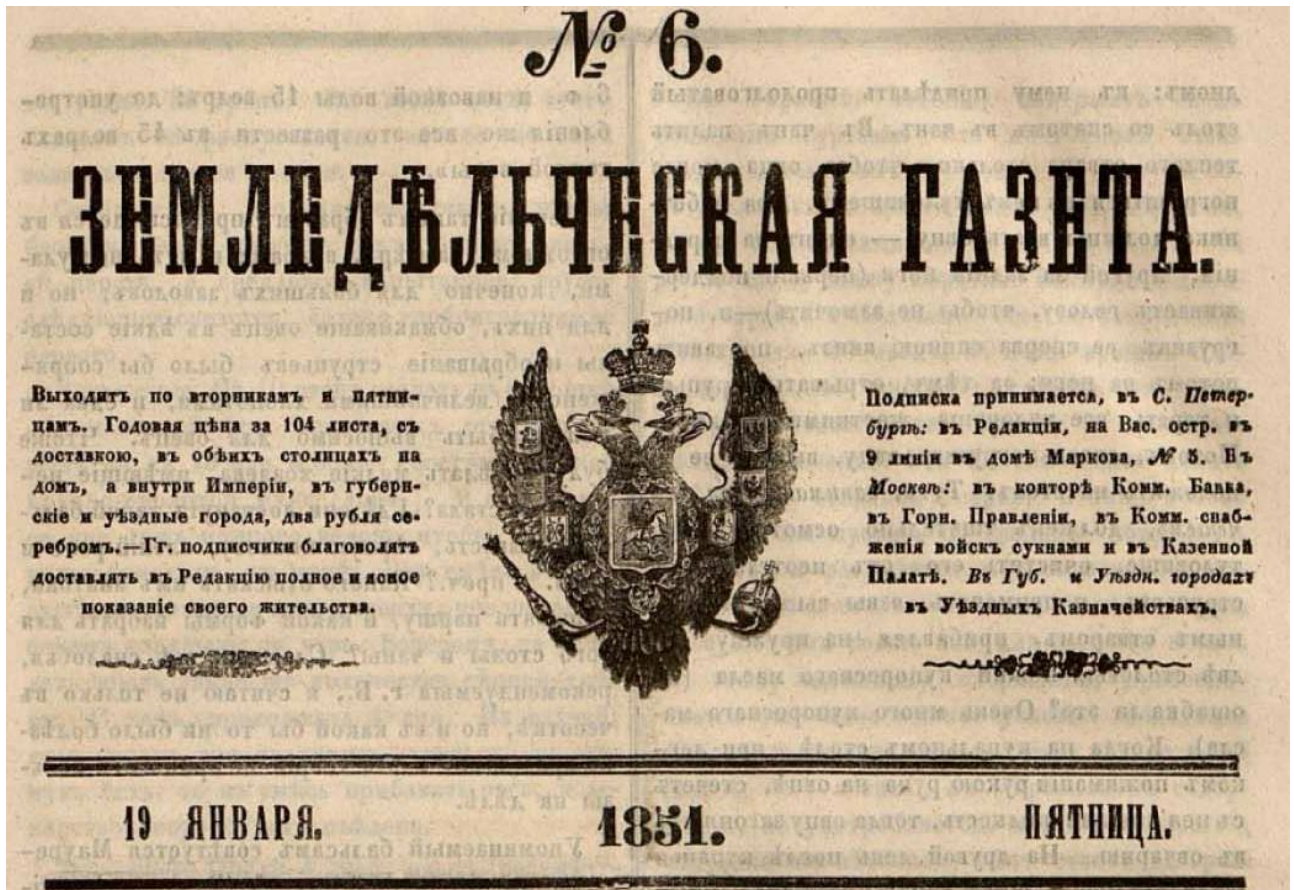 № 6.
ЗЕМЛЕДѢЛЬЧЕСКАЯ ГАЗЕТА.
Выходитъ по вторникамъ и пятни-
цамъ. Годовая цѣна за 104 листа, съ
доставкою, въ обѣихъ столицахъ на
домъ, а внутри Имперіи, въ губерн-
скіе и уѣздные города, два рубля се-
ребромъ.—Гг. подписчики благоволятъ
доставлять въ Редакцію полное и ясное
показаніе своего жительства.
Подписка принимается, въ С. Петер-
бургѣ: въ Редакціи, на Вас. остр. въ
9 линіи въ домѣ Маркова, № 5. Въ
Москвѣ: въ конторѣ Комм. Банка,
въ Горн. Правленіи, въ Комм. снаб-
женія войскъ сукнами и въ Казенной
Палатѣ. Въ Губ. и Уѣздн. городахъ
въ Уѣздныхъ Казначействахъ.
19 ЯНВАРЯ. 1851. ПЯТНИЦА.